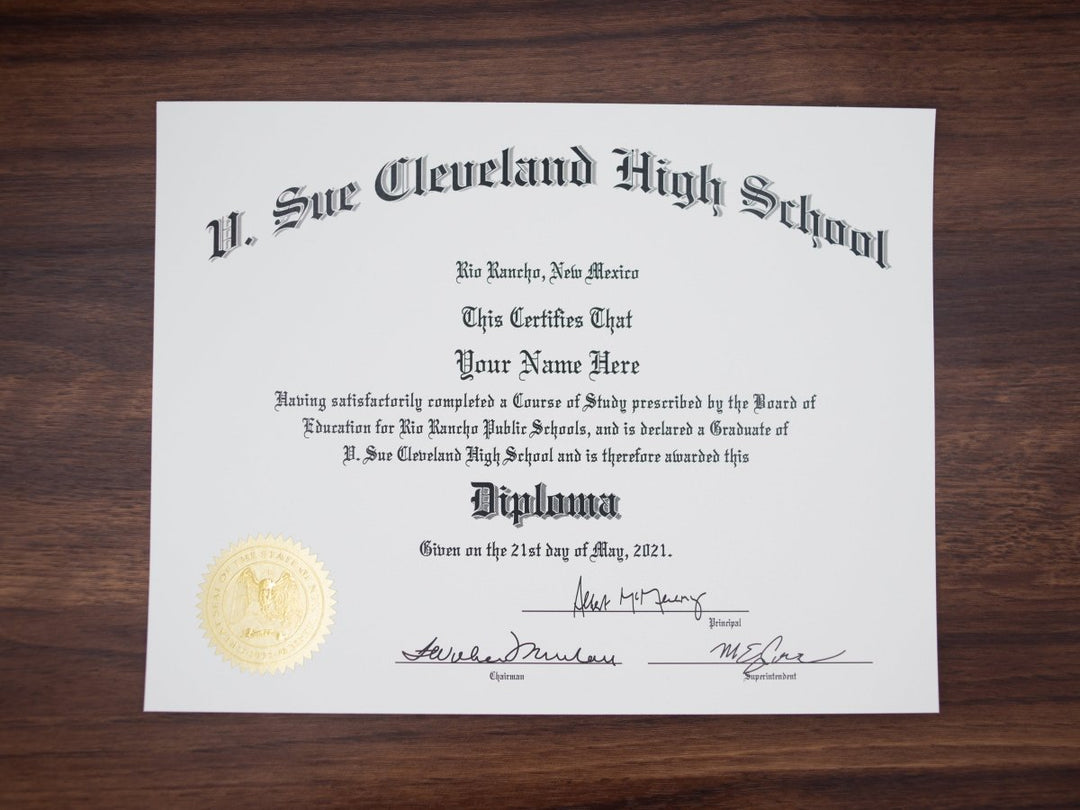 V. Sue Cleveland High School
Rio Rancho, New Mexico
This Certifies That
Your Name Here
Having satisfactorily completed a Course of Study prescribed by the Board of
Education for Rio Rancho Public Schools, and is declared a Graduate of
V. Sue Cleveland High School and is therefore awarded this
Diploma
Given on the 21st day of May, 2021.
Principal
Chairman
Superintendent